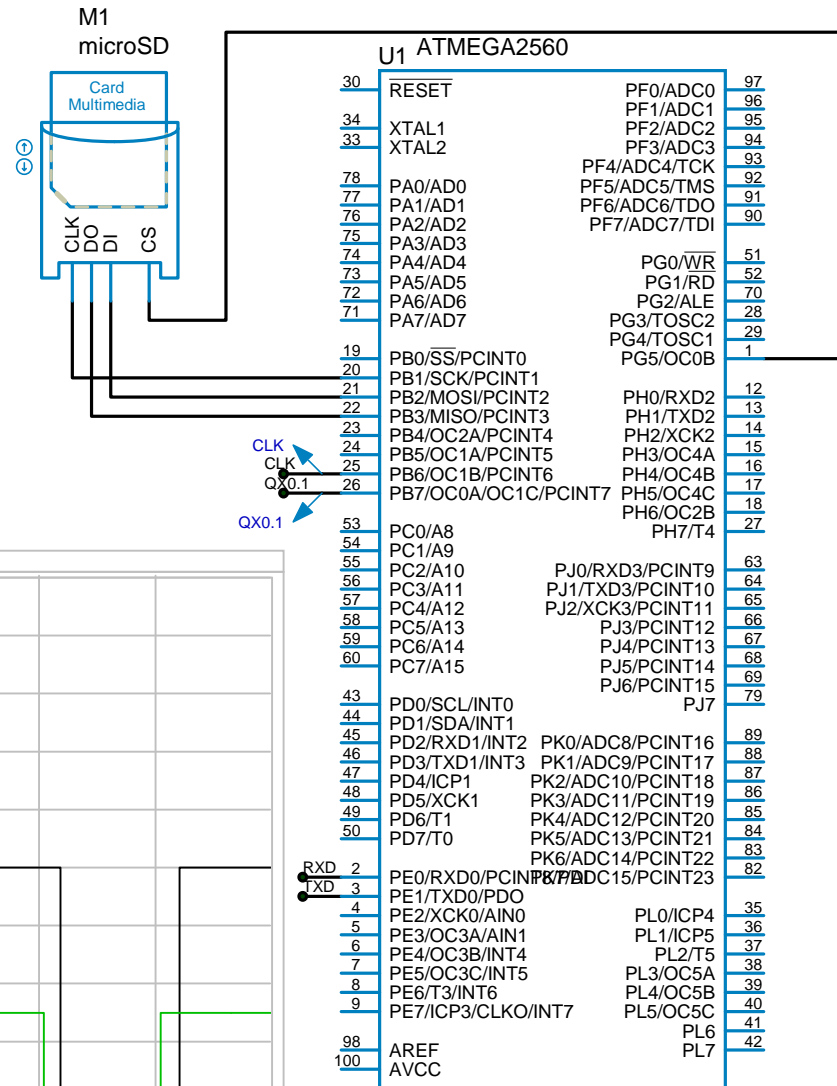 M1
microSD
Card
Multimedia
CLK
DO
DI
CS
U1 ATMEGA2560
30 RESET
34 XTAL1
33 XTAL2
78 PA0/AD0
77 PA1/AD1
76 PA2/AD2
75 PA3/AD3
74 PA4/AD4
73 PA5/AD5
72 PA6/AD6
71 PA7/AD7
19 PB0/SS/PCINT0
20 PB1/SCK/PCINT1
21 PB2/MOSI/PCINT2
22 PB3/MISO/PCINT3
23 PB4/OC2A/PCINT4
24 PB5/OC1A/PCINT5
CLK
CLK 25 PB6/OC1B/PCINT6
QX0.1 26 PB7/OC0A/OC1C/PCINT7
QX0.1
53 PC0/A8
54 PC1/A9
55 PC2/A10
56 PC3/A11
57 PC4/A12
58 PC5/A13
59 PC6/A14
60 PC7/A15
43 PD0/SCL/INT0
44 PD1/SDA/INT1
45 PD2/RXD1/INT2
46 PD3/TXD1/INT3
47 PD4/ICP1
48 PD5/XCK1
49 PD6/T1
50 PD7/T0
RXD 2 PE0/RXD0/PCINT8/PDI
TXD 3 PE1/TXD0/PDO
4 PE2/XCK0/AIN0
5 PE3/OC3A/AIN1
6 PE4/OC3B/INT4
7 PE5/OC3C/INT5
8 PE6/T3/INT6
9 PE7/ICP3/CLKO/INT7
98 AREF
100 AVCC
PF0/ADC0 97
PF1/ADC1 96
PF2/ADC2 95
PF3/ADC3 94
PF4/ADC4/TCK 93
PF5/ADC5/TMS 92
PF6/ADC6/TDO 91
PF7/ADC7/TDI 90
PG0/WR 51
PG1/RD 52
PG2/ALE 70
PG3/TOSC2 28
PG4/TOSC1 29
PG5/OC0B 1
PH0/RXD2 12
PH1/TXD2 13
PH2/XCK2 14
PH3/OC4A 15
PH4/OC4B 16
PH5/OC4C 17
PH6/OC2B 18
PH7/T4 27
PJ0/RXD3/PCINT9 63
PJ1/TXD3/PCINT10 64
PJ2/XCK3/PCINT11 65
PJ3/PCINT12 66
PJ4/PCINT13 67
PJ5/PCINT14 68
PJ6/PCINT15 69
PJ7 79
PK0/ADC8/PCINT16 89
PK1/ADC9/PCINT17 88
PK2/ADC10/PCINT18 87
PK3/ADC11/PCINT19 86
PK4/ADC12/PCINT20 85
PK5/ADC13/PCINT21 84
PK6/ADC14/PCINT22 83
PK7/ADC15/PCINT23 82
PL0/ICP4 35
PL1/ICP5 36
PL2/T5 37
PL3/OC5A 38
PL4/OC5B 39
PL5/OC5C 40
PL6 41
PL7 42